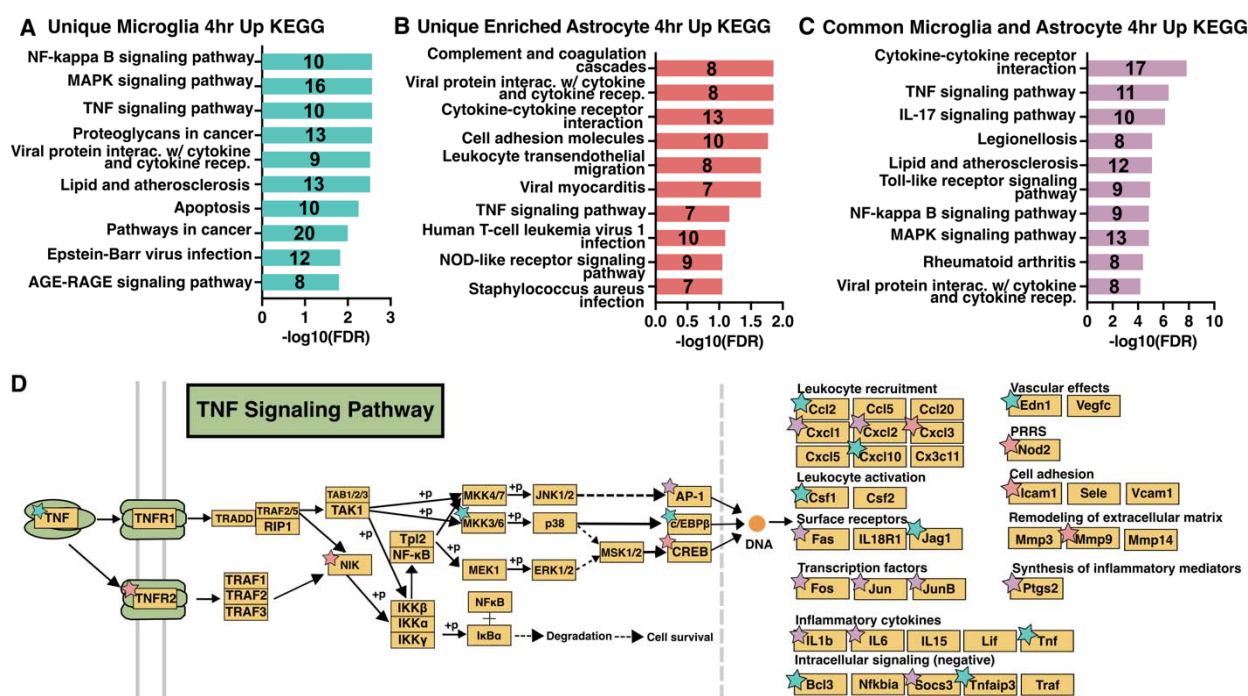 A Unique Microglia 4hr Up KEGG
NF-kappa B signaling pathway 10
MAPK signaling pathway 16
TNF signaling pathway 10
Proteoglycans in cancer 13
Viral protein interac. w/ cytokine
and cytokine recep. 9
Lipid and atherosclerosis 13
Apoptosis 10
Pathways in cancer 20
Epstein-Barr virus infection 12
AGE-RAGE signaling pathway 8
0 1 2 3
-log10(FDR)
B Unique Enriched Astrocyte 4hr Up KEGG
Complement and coagulation
cascades 8
Viral protein interac. w/ cytokine
and cytokine recep. 8
Cytokine-cytokine receptor
interaction 13
Cell adhesion molecules 10
Leukocyte transendothelial
migration 8
Viral myocarditis 7
TNF signaling pathway 7
Human T-cell leukemia virus 1
infection 10
NOD-like receptor signaling
pathway 9
Staphylococcus aureus
infection 7
0.0 0.5 1.0 1.5 2.0
-log10(FDR)
C Common Microglia and Astrocyte 4hr Up KEGG
Cytokine-cytokine receptor
interaction 17
TNF signaling pathway 11
IL-17 signaling pathway 10
Legionellosis 8
Lipid and atherosclerosis 12
Toll-like receptor signaling
pathway 9
NF-kappa B signaling pathway 9
MAPK signaling pathway 13
Rheumatoid arthritis 8
Viral protein interac. w/ cytokine
and cytokine recep. 8
0 2 4 6 8 10
-log10(FDR)
D
TNF Signaling Pathway
TNF
TNFR1
TNFR2
TRADD
TRAF2/5
RIP1
TRAF1
TRAF2
TRAF3
TAB1/2/3
TAK1
NIK
+p
+p
Tpl2
NF-κB
IKKβ
IKKα
IKKγ
+p
+p
+p
MKK4/7
+p
JNK1/2
MKK3/6
+p
p38
MEK1
+p
ERK1/2
MSK1/2
NFκB
IκBα
Degradation
Cell survival
AP-1
c/EBPβ
CREB
DNA
Leukocyte recruitment
Ccl2 Ccl5 Ccl20
Cxcl1 Cxcl2 Cxcl3
Cxcl5 Cxcl10 Cx3c11
Leukocyte activation
Csf1 Csf2
Surface receptors
Fas IL18R1 Jag1
Transcription factors
Fos Jun JunB
Inflammatory cytokines
IL1b IL6 IL15 Lif Tnf
Intracellular signaling (negative)
Bcl3 Nfkbia Socs3 Tnfaip3 Traf
Vascular effects
Edn1 Vegfc
PRRS
Nod2
Cell adhesion
Icam1 Sele Vcam1
Remodeling of extracellular matrix
Mmp3 Mmp9 Mmp14
Synthesis of inflammatory mediators
Ptgs2